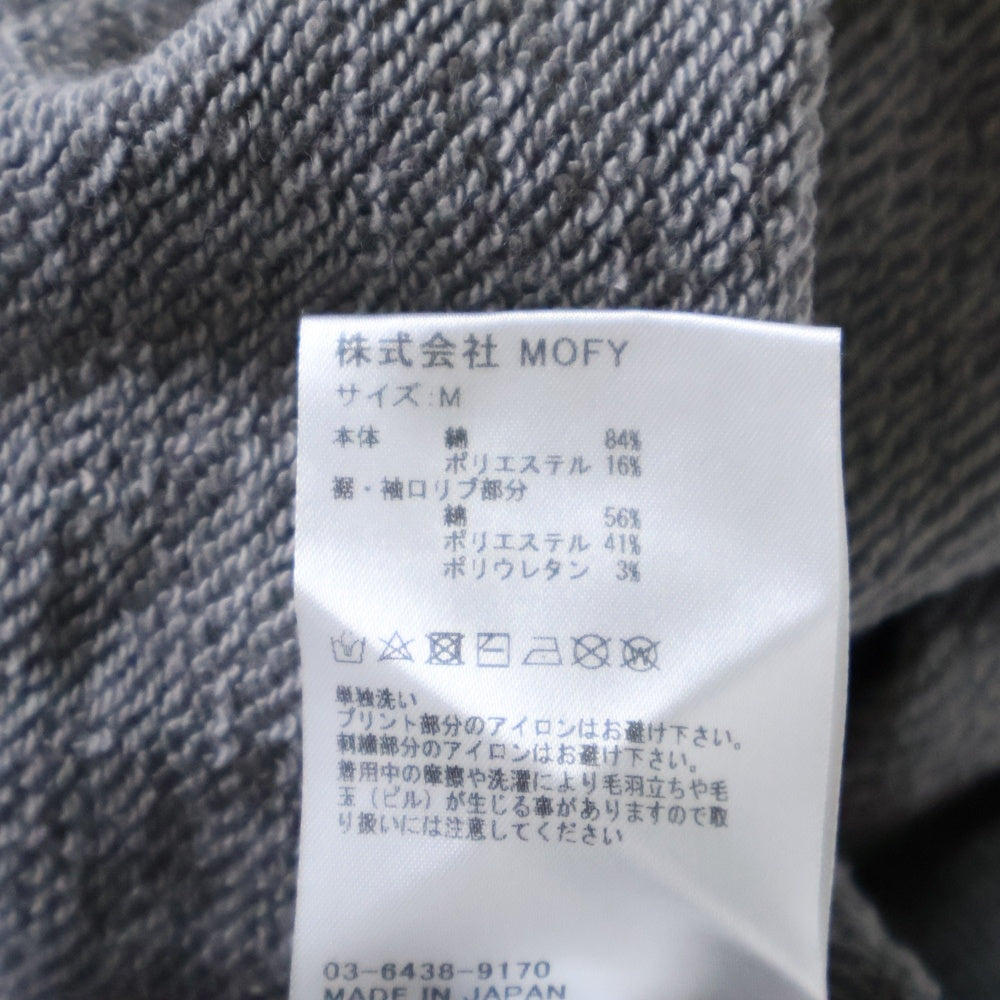 株式会社 MOFY
サイズ:M
本体 綿 84%
ポリエステル 16%
裾・袖口リブ部分
綿 56%
ポリエステル 41%
ポリウレタン 3%
単独洗い
プリント部分のアイロンはお避け下さい。
刺繍部分のアイロンはお避け下さい。
着用中の摩擦や洗濯により毛羽立ちや毛
玉(ピル)が生じる事がありますので取
り扱いには注意してください
03-6438-9170
MADE IN JAPAN